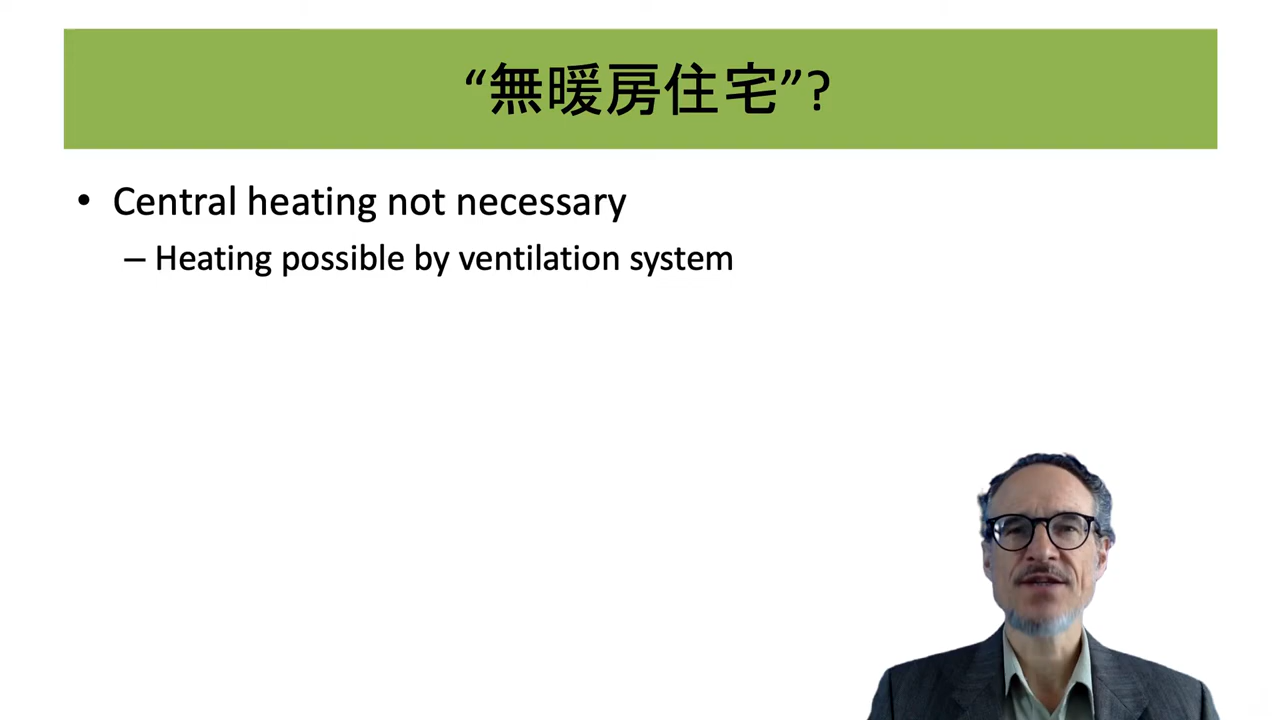 “無暖房住宅”?
• Central heating not necessary
– Heating possible by ventilation system